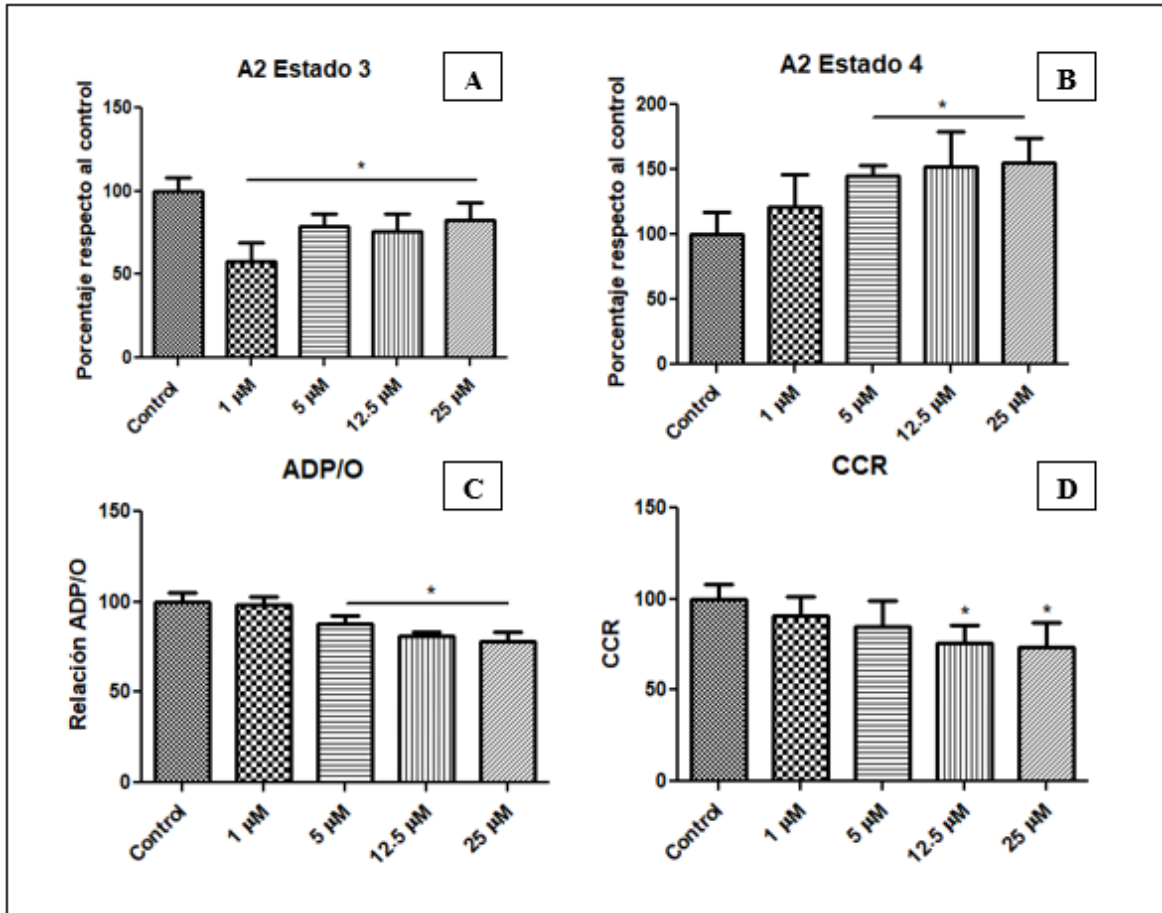 A2 Estado 3
A
Porcentaje respecto al control
150
100
50
0
*
Control
1 µM
5 µM
12.5 µM
25 µM
A2 Estado 4
B
Porcentaje respecto al control
200
150
100
50
0
*
Control
1 µM
5 µM
12.5 µM
25 µM
ADP/O
C
Relación ADP/O
150
100
50
0
*
Control
1 µM
5 µM
12.5 µM
25 µM
CCR
D
CCR
150
100
50
0
* *
Control
1 µM
5 µM
12.5 µM
25 µM